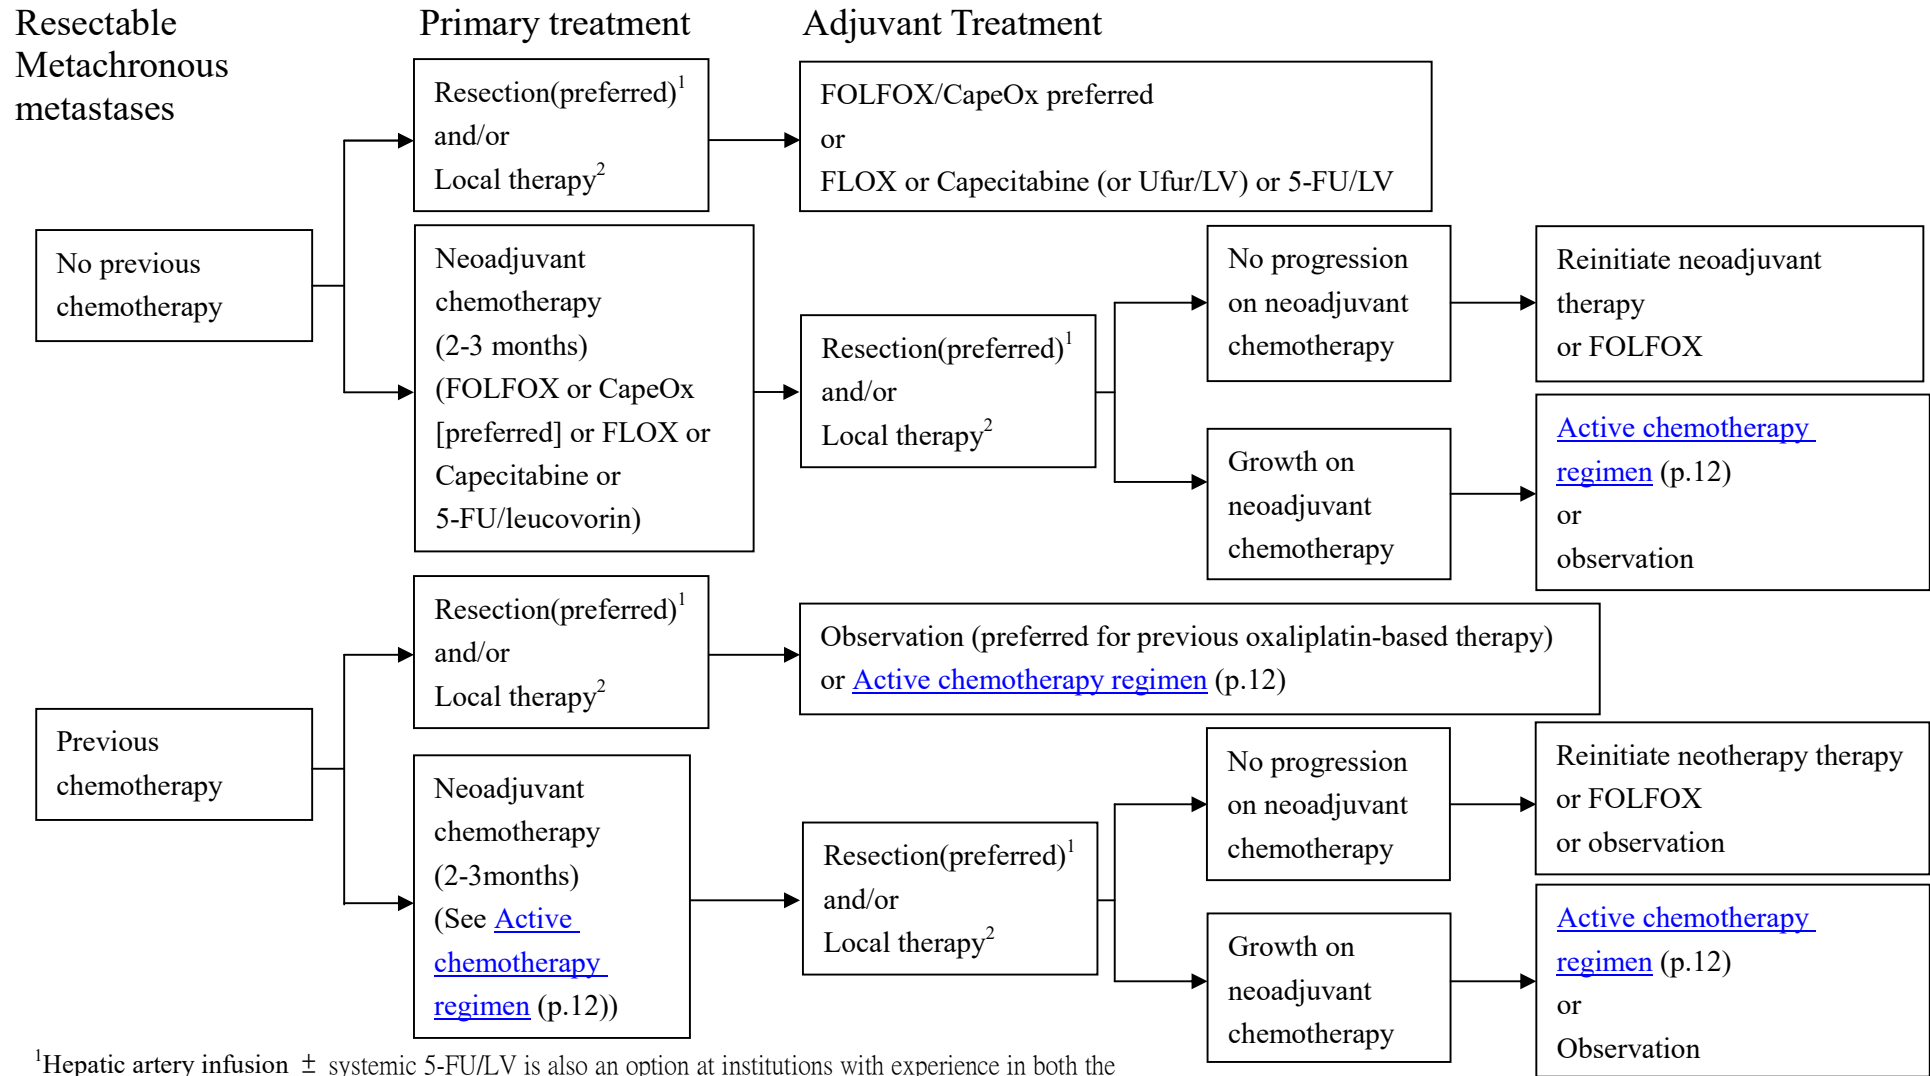 Resectable
Metachronous
metastases
Primary treatment
Adjuvant Treatment
No previous
chemotherapy
Resection(preferred)¹
and/or
Local therapy²
FOLFOX/CapeOx preferred
or
FLOX or Capecitabine (or Ufur/LV) or 5-FU/LV
Neoadjuvant
chemotherapy
(2-3 months)
(FOLFOX or CapeOx
[preferred] or FLOX or
Capecitabine or
5-FU/leucovorin)
Resection(preferred)¹
and/or
Local therapy²
No progression
on neoadjuvant
chemotherapy
Reinitiate neoadjuvant
therapy
or FOLFOX
Growth on
neoadjuvant
chemotherapy
Active chemotherapy
regimen (p.12)
or
observation
Previous
chemotherapy
Resection(preferred)¹
and/or
Local therapy²
Observation (preferred for previous oxaliplatin-based therapy)
or Active chemotherapy regimen (p.12)
Neoadjuvant
chemotherapy
(2-3months)
(See Active
chemotherapy
regimen (p.12))
Resection(preferred)¹
and/or
Local therapy²
No progression
on neoadjuvant
chemotherapy
Reinitiate neotherapy therapy
or FOLFOX
or observation
Growth on
neoadjuvant
chemotherapy
Active chemotherapy
regimen (p.12)
or
Observation
¹Hepatic artery infusion ± systemic 5-FU/LV is also an option at institutions with experience in both the